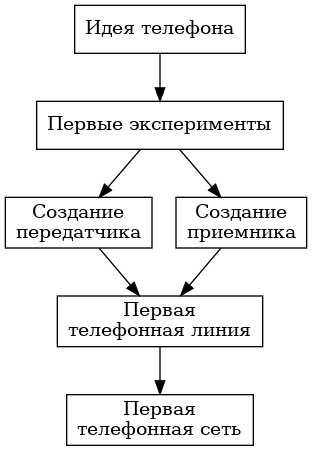 Идея телефона
Первые эксперименты
Создание
передатчика
Создание
приемника
Первая
телефонная линия
Первая
телефонная сеть